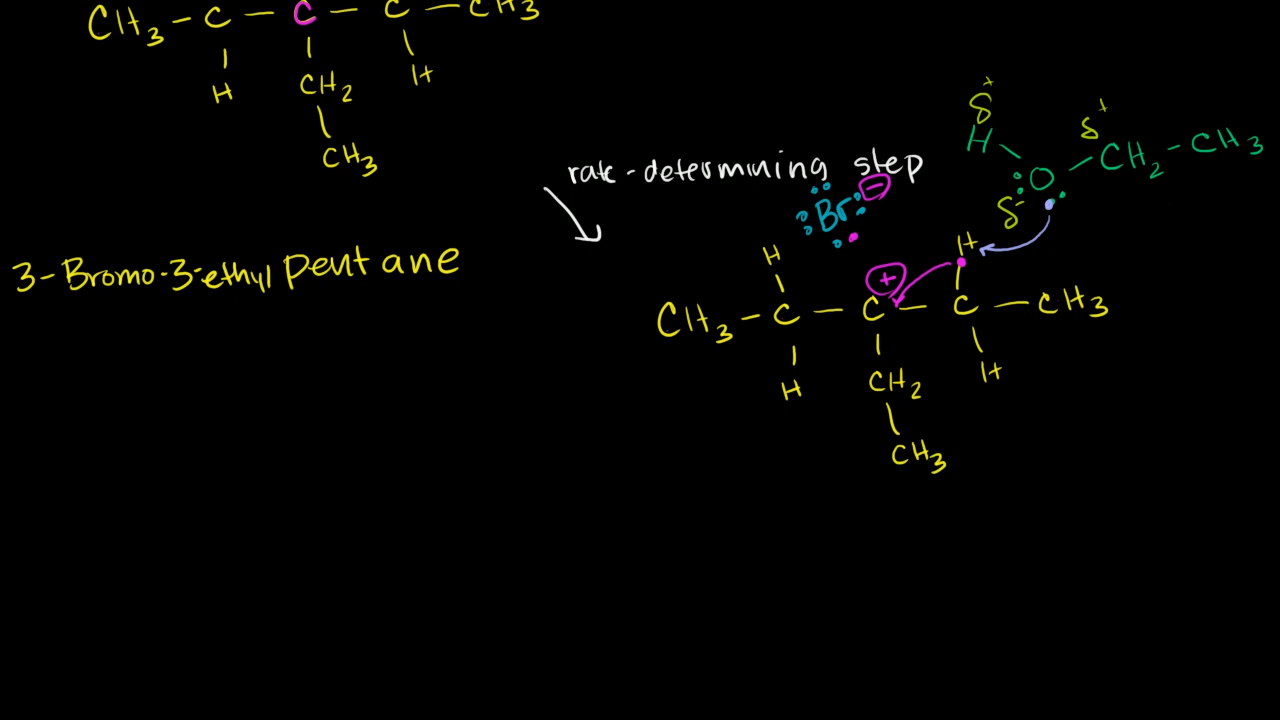 CH3 - C - C - C - CH3
H CH2 H
CH3
rate-determining step
3-Bromo-3-ethyl pentane
δ+ δ+
H O - CH2 - CH3
δ-
Br -
H + H
CH3 - C - C - C - CH3
H CH2 H
CH3